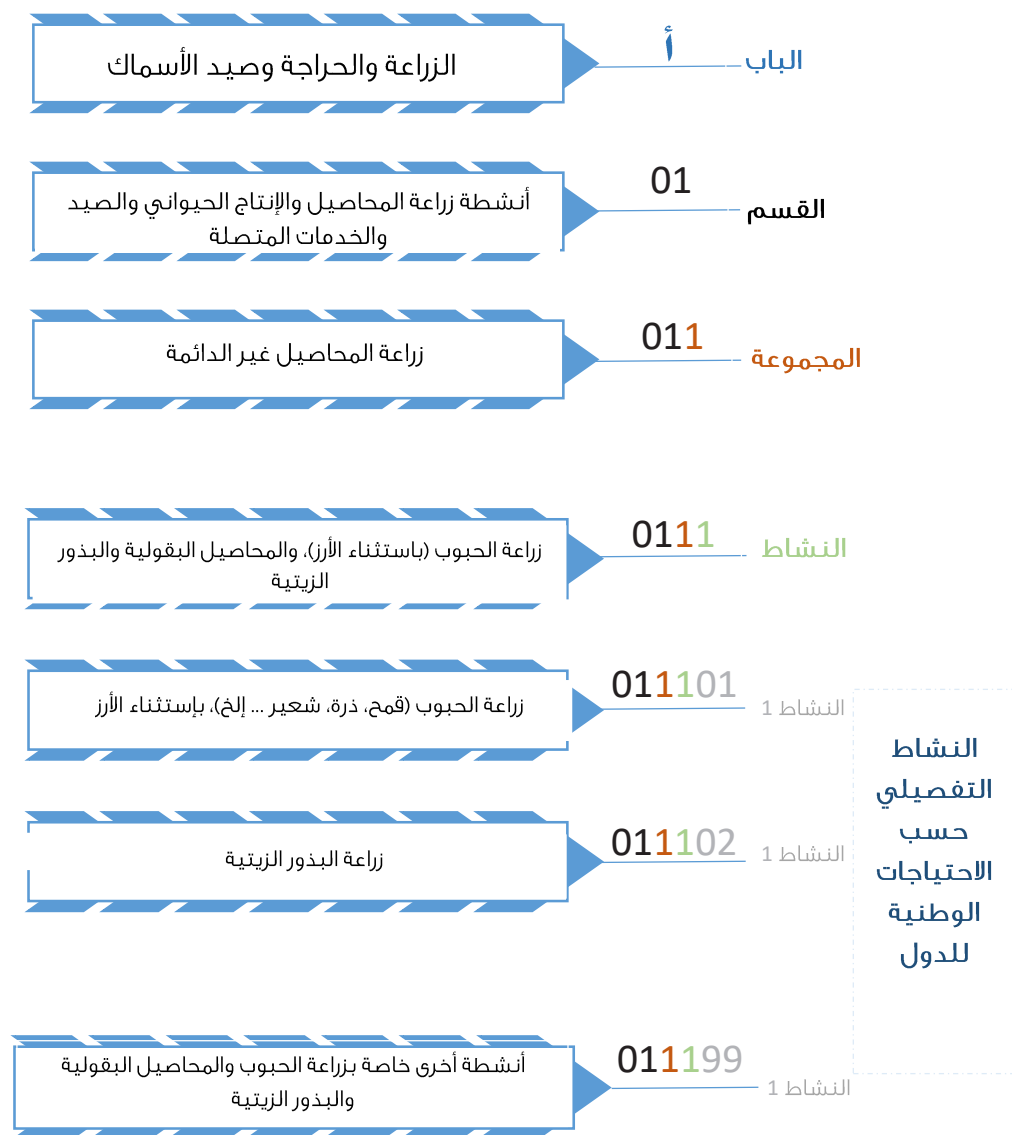 الباب
أ
الزراعة والحراجة وصيد الأسماك
القسم
01
أنشطة زراعة المحاصيل والإنتاج الحيواني والصيد
والخدمات المتصلة
المجموعة
011
زراعة المحاصيل غير الدائمة
النشاط
0111
زراعة الحبوب (باستثناء الأرز)، والمحاصيل البقولية والبذور
الزيتية
النشاط 1
011101
زراعة الحبوب (قمح، ذرة، شعير ... إلخ)، بإستثناء الأرز
النشاط 1
011102
زراعة البذور الزيتية
النشاط 1
011199
أنشطة أخرى خاصة بزراعة الحبوب والمحاصيل البقولية
والبذور الزيتية
النشاط
التفصيلي
حسب
الاحتياجات
الوطنية
للدول